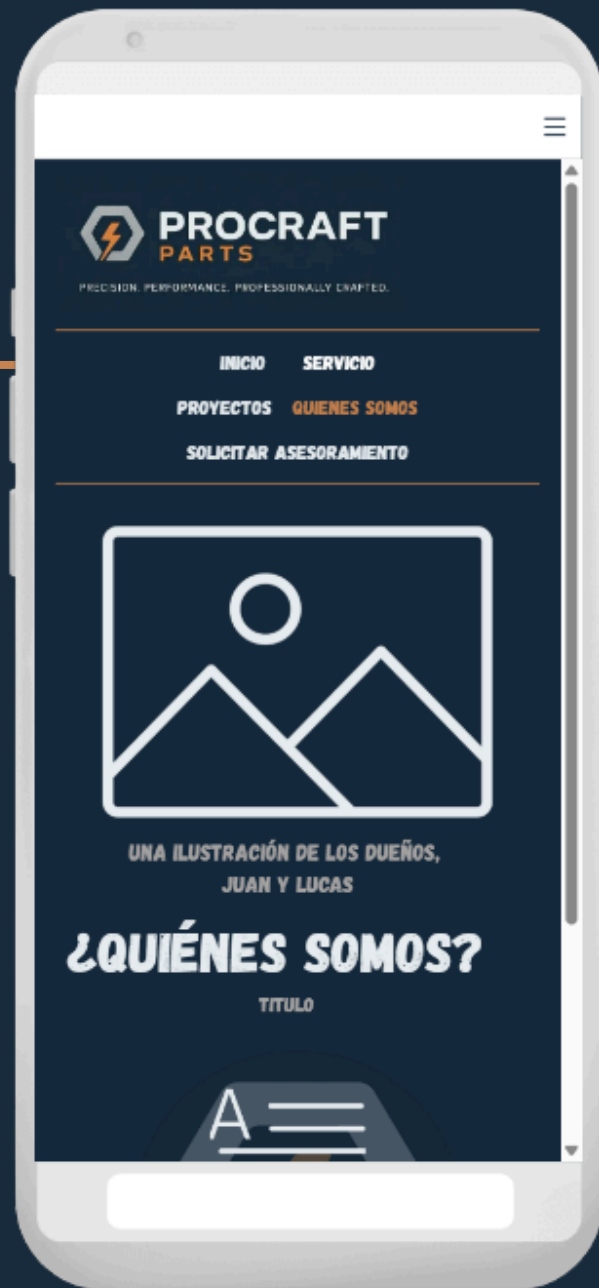 PROCRAFT
PARTS
PRECISION. PERFORMANCE. PROFESSIONALLY CRAFTED.
INICIO SERVICIO
PROYECTOS QUIENES SOMOS
SOLICITAR ASESORAMIENTO
UNA ILUSTRACIÓN DE LOS DUEÑOS,
JUAN Y LUCAS
¿QUIÉNES SOMOS?
TITULO
A